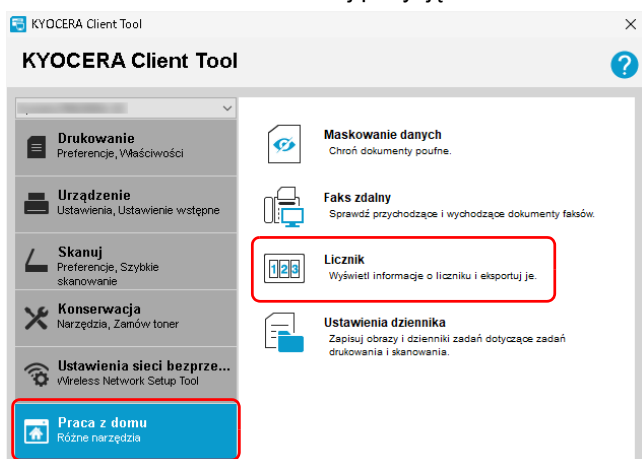 KYOCERA Client Tool
KYOCERA Client Tool
?
Drukowanie
Preferencje, Właściwości
Urządzenie
Ustawienia, Ustawienie wstępne
Skanuj
Preferencje, Szybkie
skanowanie
Konserwacja
Narzędzia, Zamów toner
Ustawienia sieci bezprze...
Wireless Network Setup Tool
Praca z domu
Różne narzędzia
Maskowanie danych
Chroń dokumenty poufne.
Faks zdalny
Sprawdź przychodzące i wychodzące dokumenty faksów.
123
Licznik
Wyświetl informacje o liczniku i eksportuj je.
Ustawienia dziennika
Zapisuj obrazy i dzienniki zadań dotyczące zadań
drukowania i skanowania.